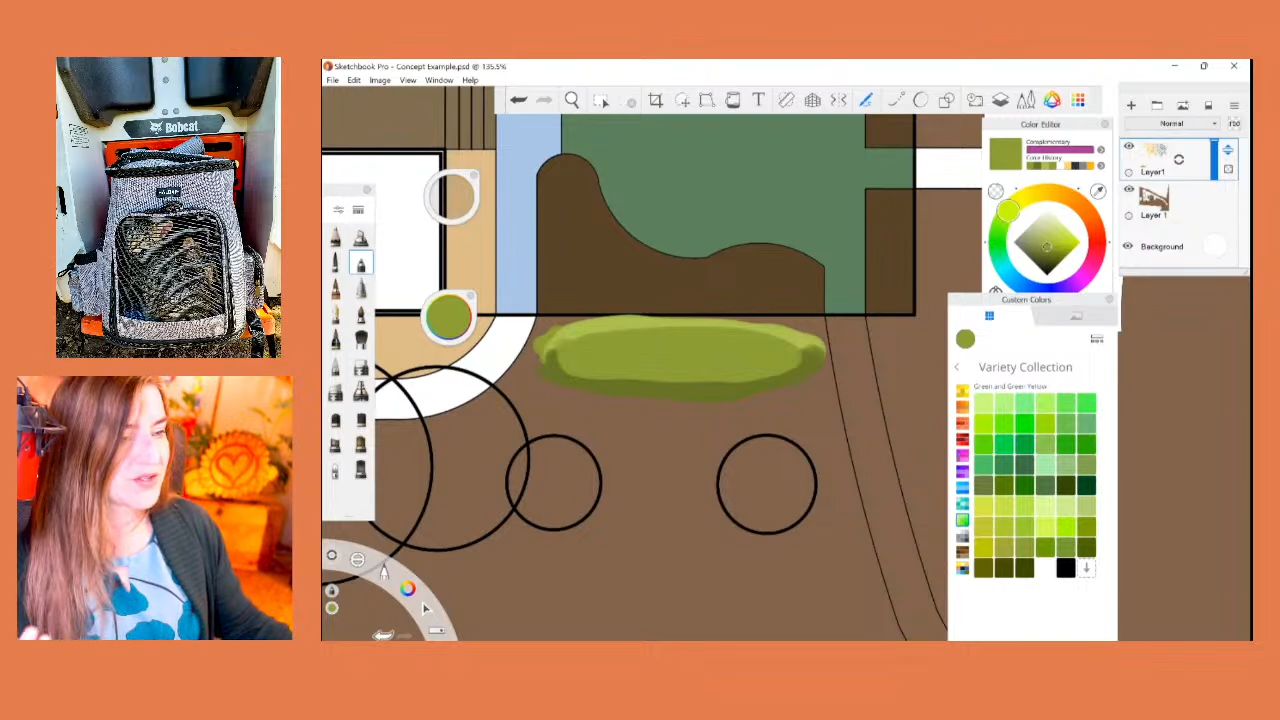 Bobcat
Sketchbook Pro - Concept Example.psd @ 135.5%
File Edit Image View Window Help
Color Editor
Complementary
Color History
Normal
Layer1
Layer 1
Background
Custom Colors
Variety Collection
Green and Green Yellow